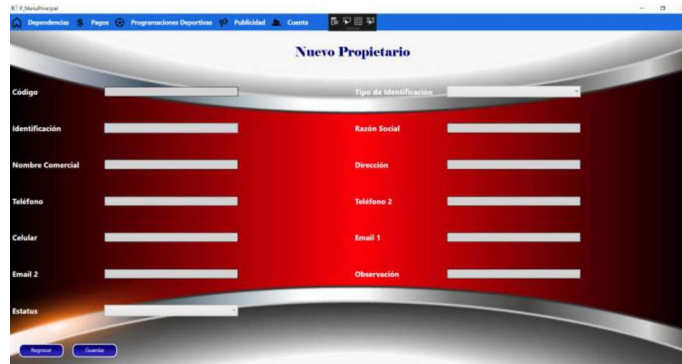 P_MenuPrincipal
Dependencias Pagos Programaciones Deportivas Publicidad Cuenta
Nuevo Propietario
Código Tipo de Identificación
Identificación Razón Social
Nombre Comercial Dirección
Teléfono Teléfono 2
Celular Email 1
Email 2 Observación
Estatus
Regresar Guardar